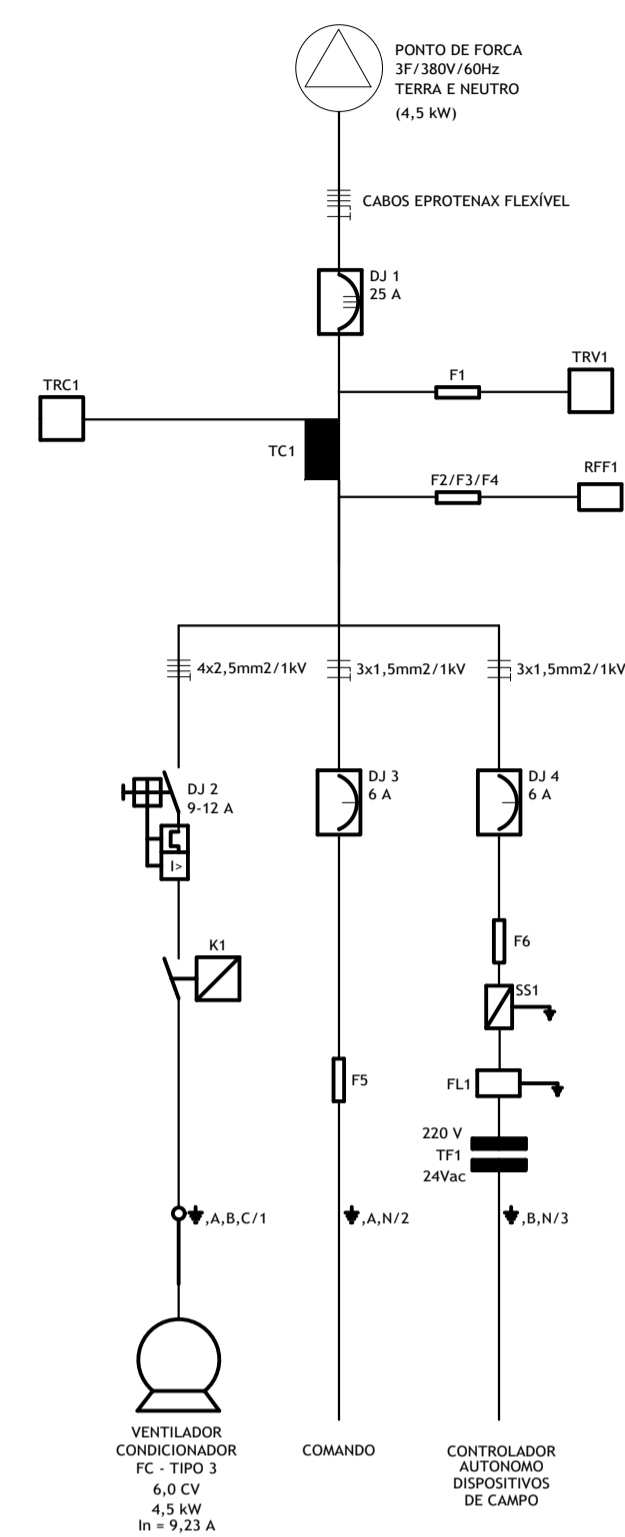 PONTO DE FORCA
3F/380V/60Hz
TERRA E NEUTRO
(4,5 kW)
CABOS EPROTENAX FLEXÍVEL
DJ 1
25 A
TRC1
F1
TRV1
TC1
F2/F3/F4
RFF1
4x2,5mm2/1kV
3x1,5mm2/1kV
3x1,5mm2/1kV
DJ 2
9-12 A
I>
DJ 3
6 A
DJ 4
6 A
K1
F6
SS1
F5
FL1
220 V
TF1
24Vac
,A,B,C/1
,A,N/2
,B,N/3
VENTILADOR
CONDICIONADOR
FC - TIPO 3
6,0 CV
4,5 kW
In = 9,23 A
COMANDO
CONTROLADOR
AUTONOMO
DISPOSITIVOS
DE CAMPO